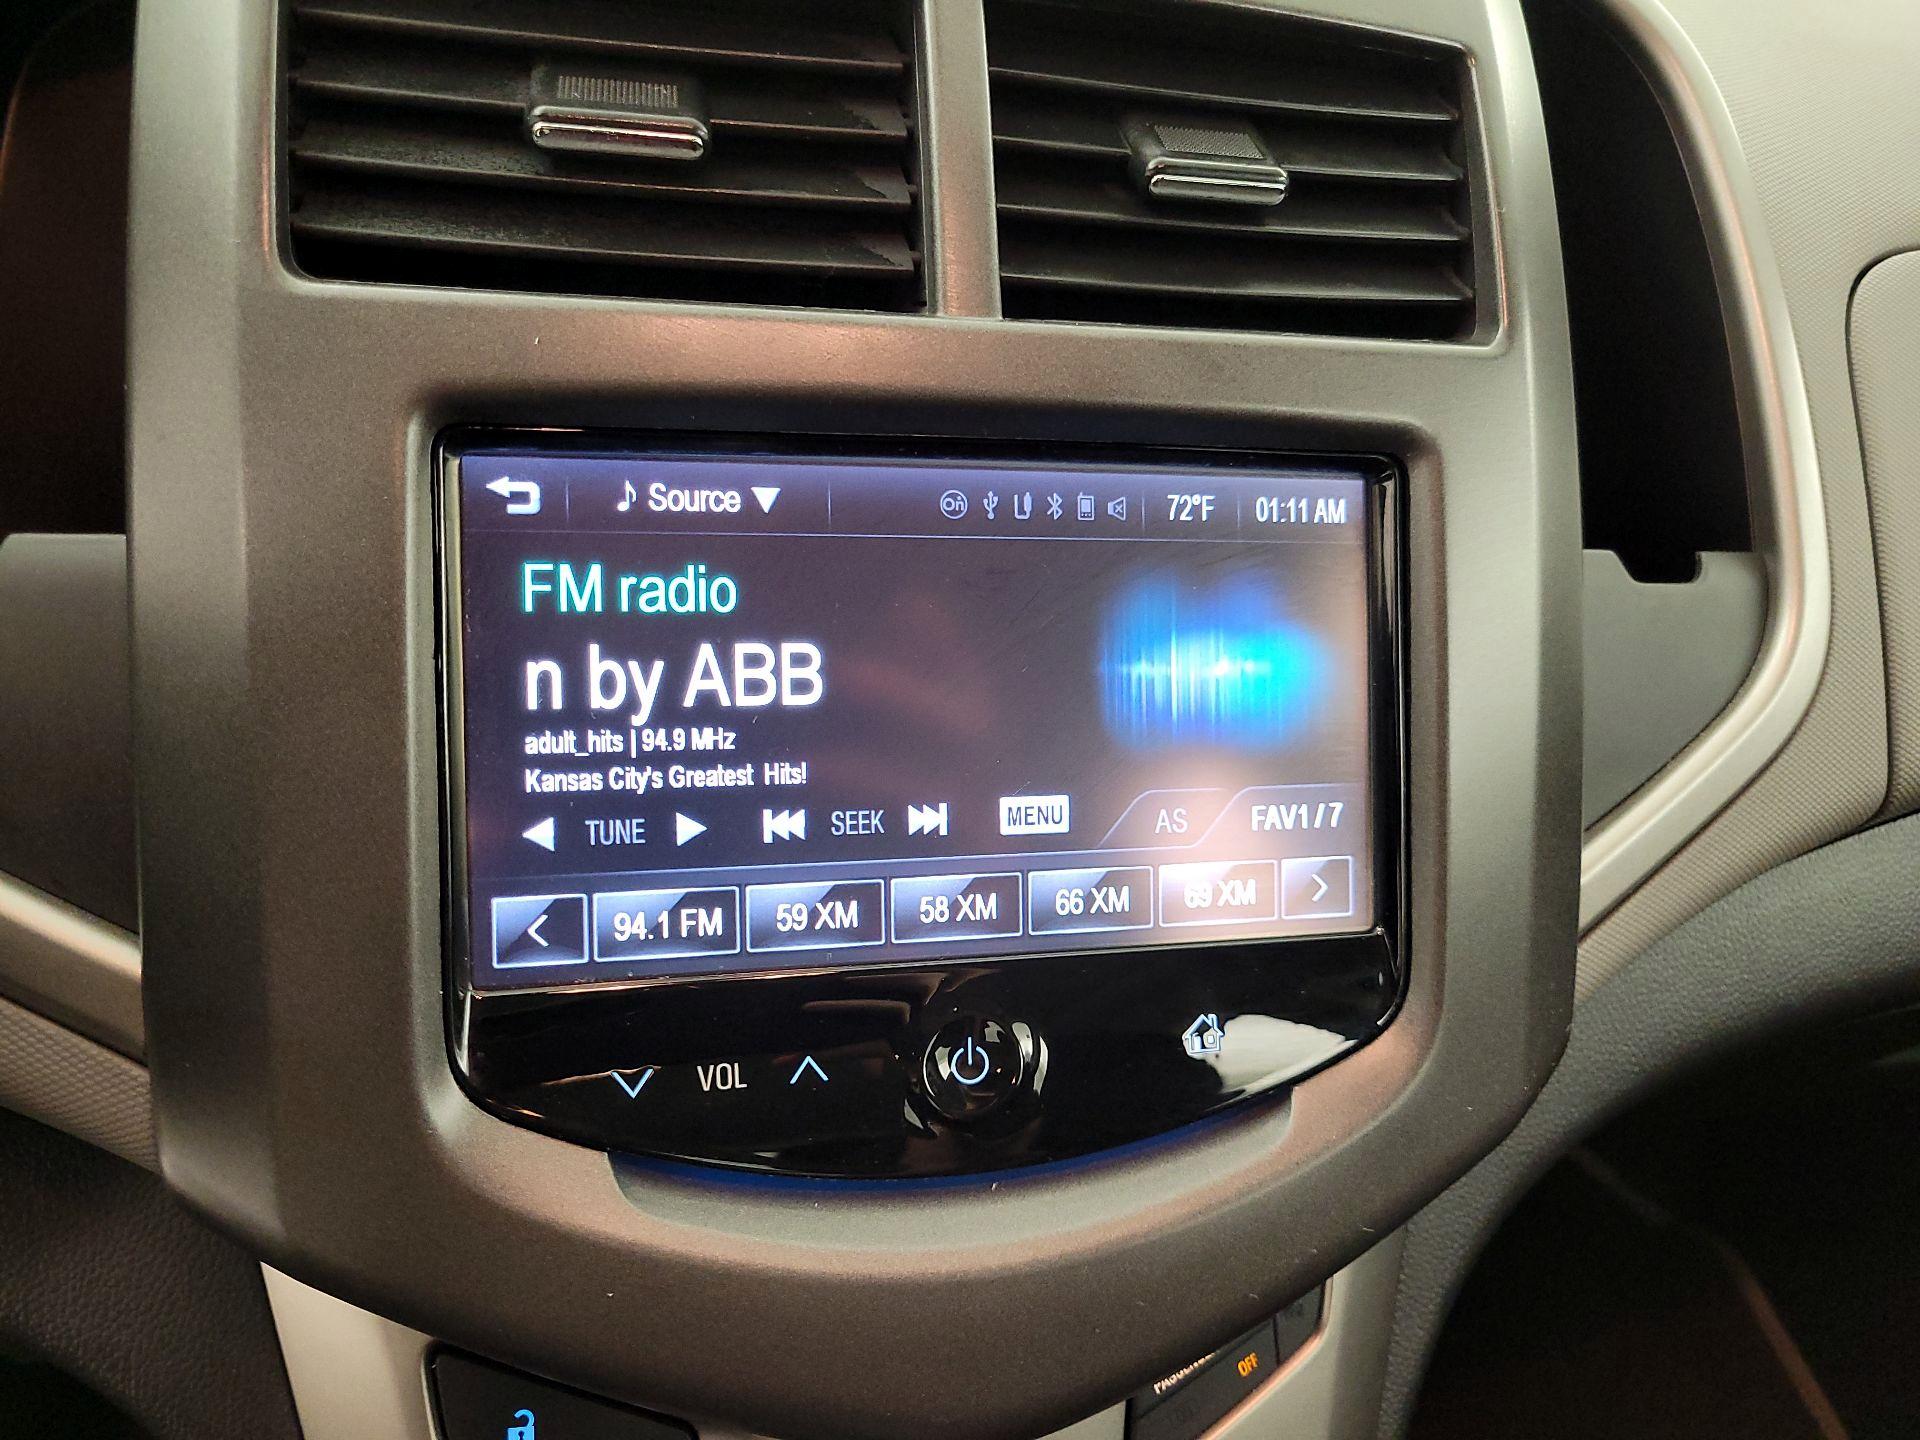 Source On 72°F 01:11 AM
FM radio
n by ABB
adult_hits | 94.9 MHz
Kansas City's Greatest Hits!
TUNE SEEK MENU AS FAV1/7
94.1 FM 59 XM 58 XM 66 XM 69 XM
VOL
OFF